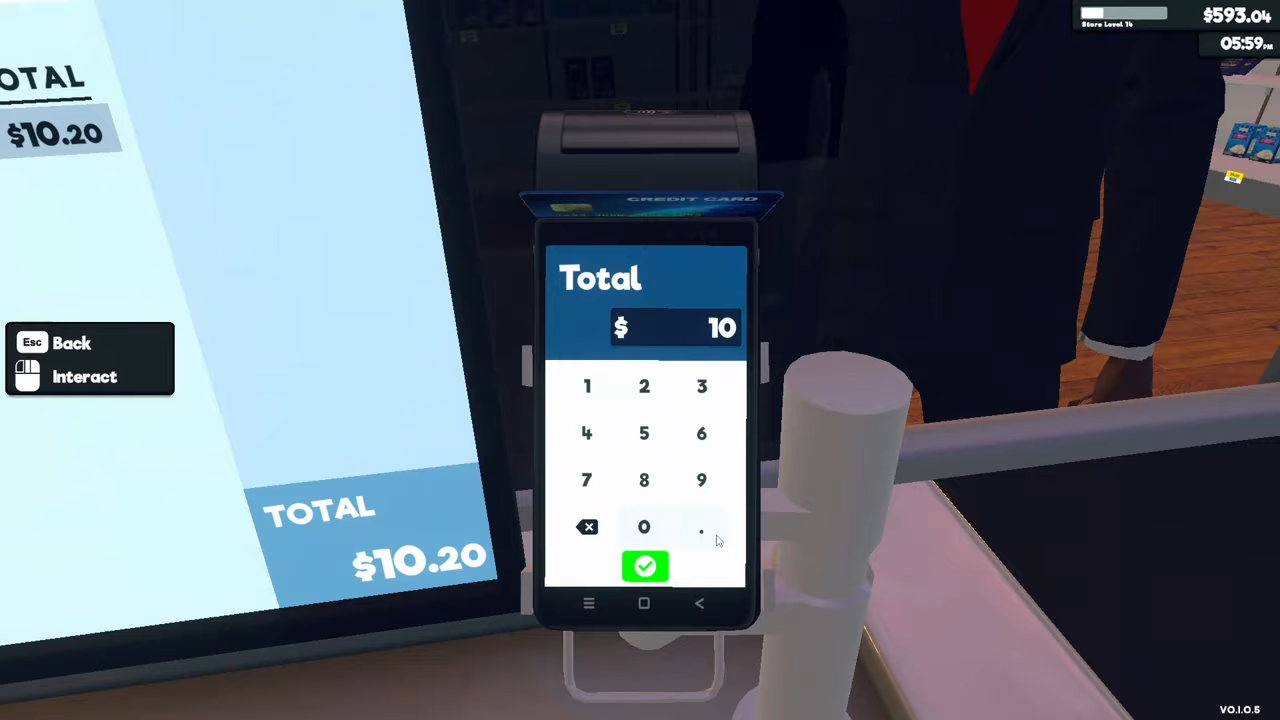 $593.04
Store Level 14
05:59PM
OTAL
$10.20
CREDIT CARD
Total
$ 10
Esc Back
Interact
1 2 3
4 5 6
7 8 9
0 .
TOTAL
$10.20
V0.1.0.5